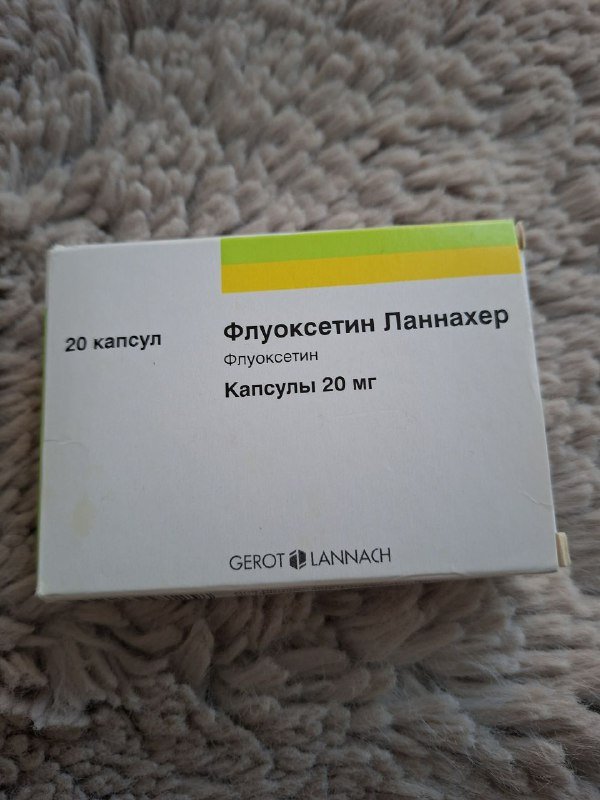 20 капсул
Флуоксетин Ланнахер
Флуоксетин
Капсулы 20 мг
GEROT LANNACH